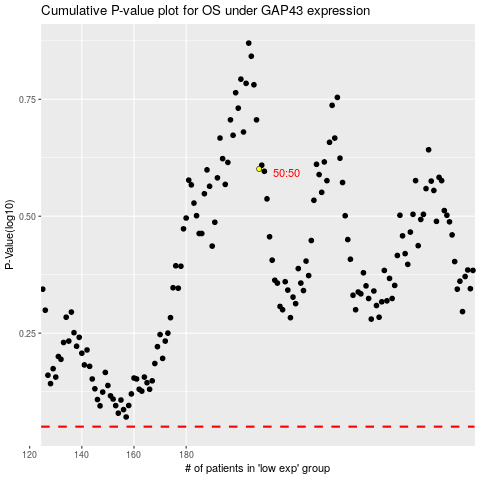 Cumulative P-value plot for OS under GAP43 expression
P-Value(log10)
0.75
0.50
0.25
50:50
120 140 160 180
# of patients in 'low exp' group